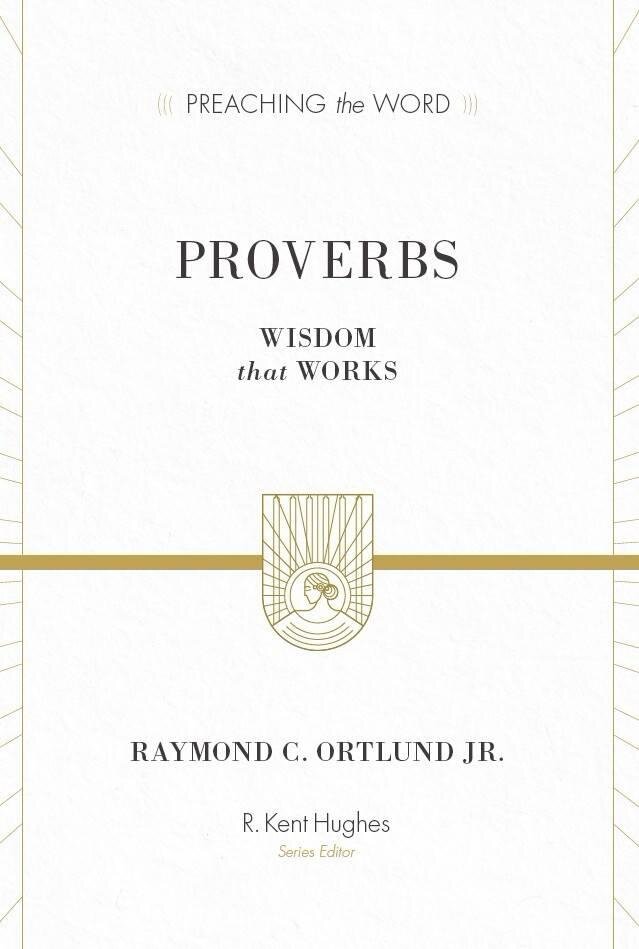 PREACHING the WORD
PROVERBS
WISDOM
that WORKS
RAYMOND C. ORTLUND JR.
R. Kent Hughes
Series Editor